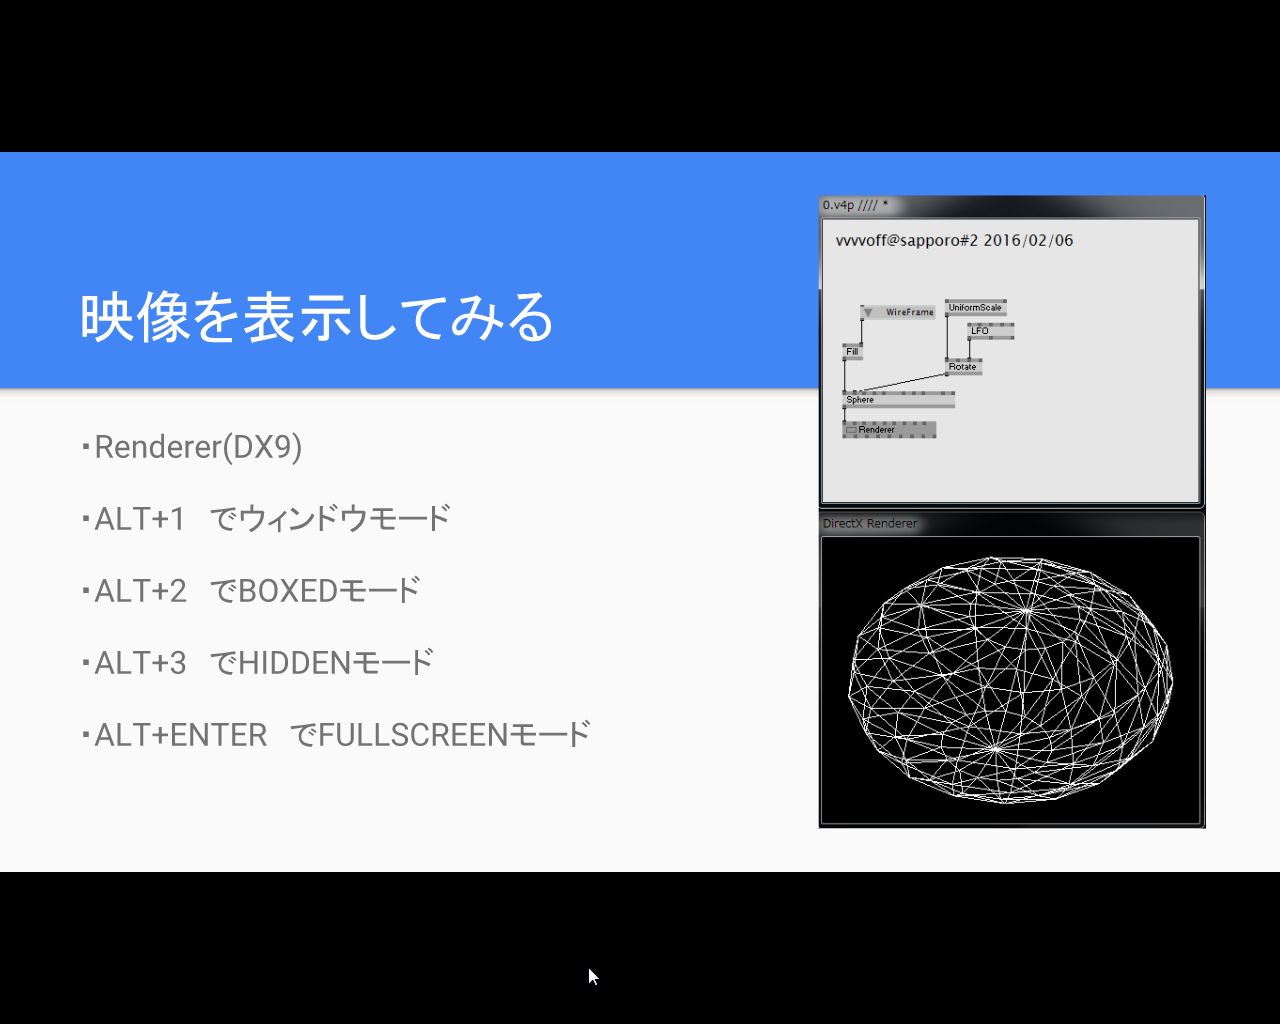 映像を表示してみる
・Renderer(DX9)
・ALT+1　でウィンドウモード
・ALT+2　でBOXEDモード
・ALT+3　でHIDDENモード
・ALT+ENTER　でFULLSCREENモード
0.v4p //// *
vvvvoff@sapporo#2 2016/02/06
WireFrame
UniformScale
LFO
Fill
Rotate
Sphere
Renderer
DirectX Renderer